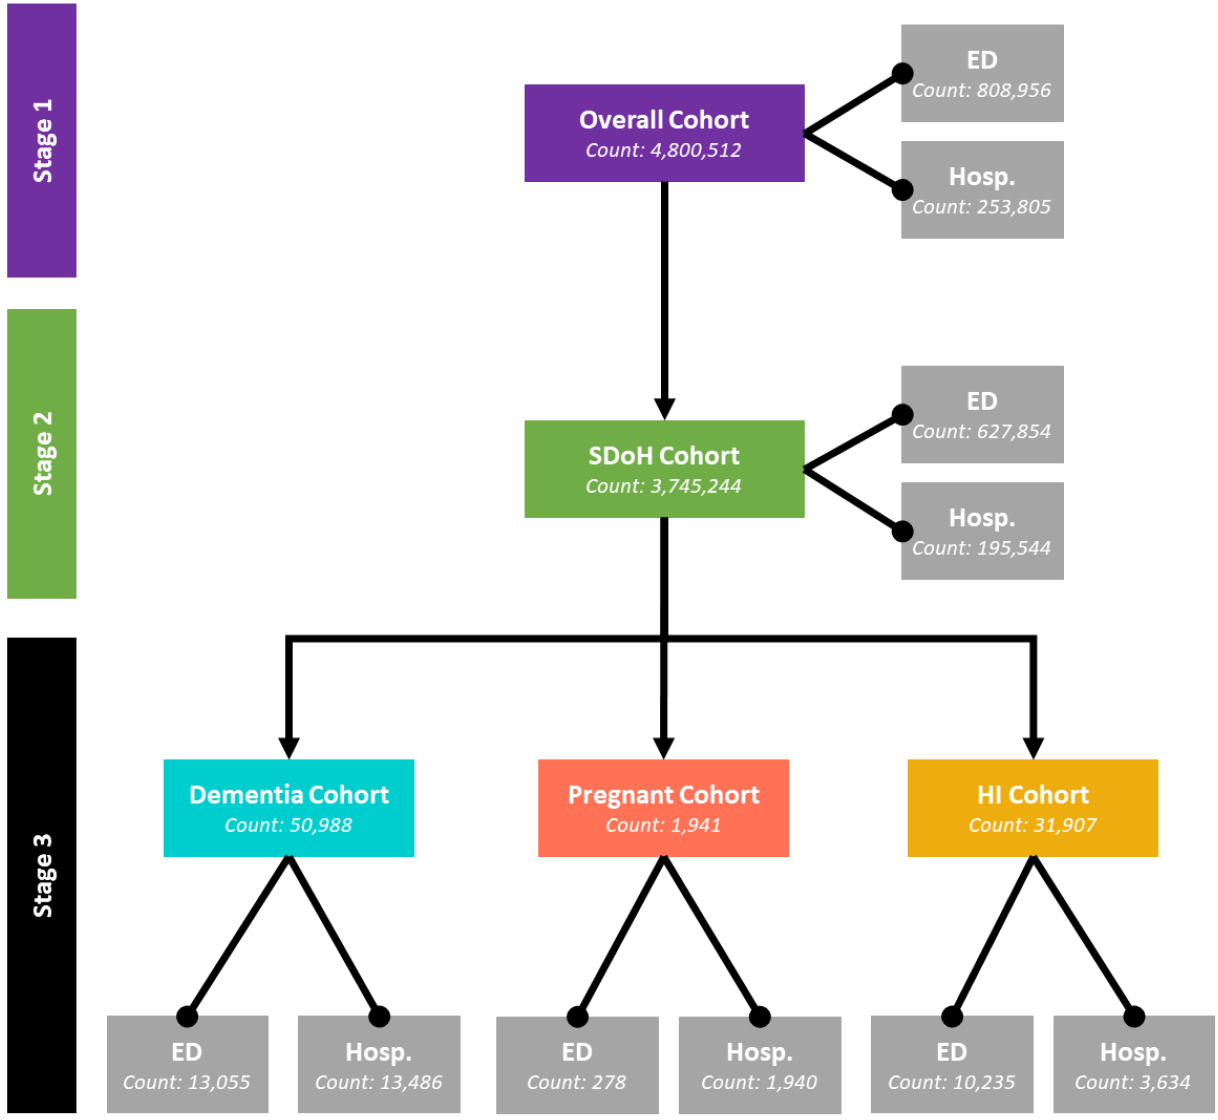 Stage 1
Overall Cohort
Count: 4,800,512
ED
Count: 808,956
Hosp.
Count: 253,805
Stage 2
SDoH Cohort
Count: 3,745,244
ED
Count: 627,854
Hosp.
Count: 195,544
Stage 3
Dementia Cohort
Count: 50,988
Pregnant Cohort
Count: 1,941
HI Cohort
Count: 31,907
ED
Count: 13,055
Hosp.
Count: 13,486
ED
Count: 278
Hosp.
Count: 1,940
ED
Count: 10,235
Hosp.
Count: 3,634